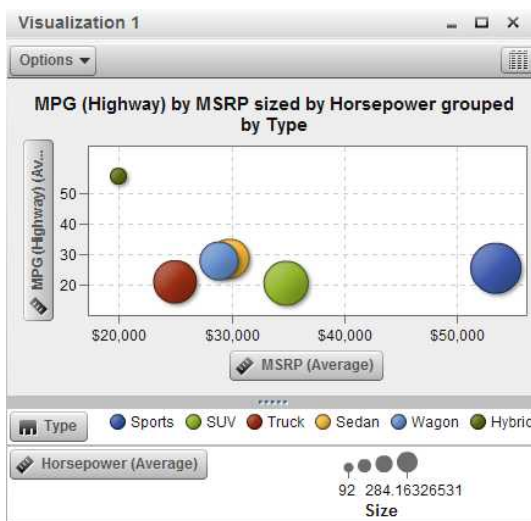 Visualization 1
Options
MPG (Highway) by MSRP sized by Horsepower grouped
by Type
MPG (Highway) (Av...
50
40
30
20
$20,000 $30,000 $40,000 $50,000
MSRP (Average)
Type Sports SUV Truck Sedan Wagon Hybrid
Horsepower (Average)
92 284.16326531
Size